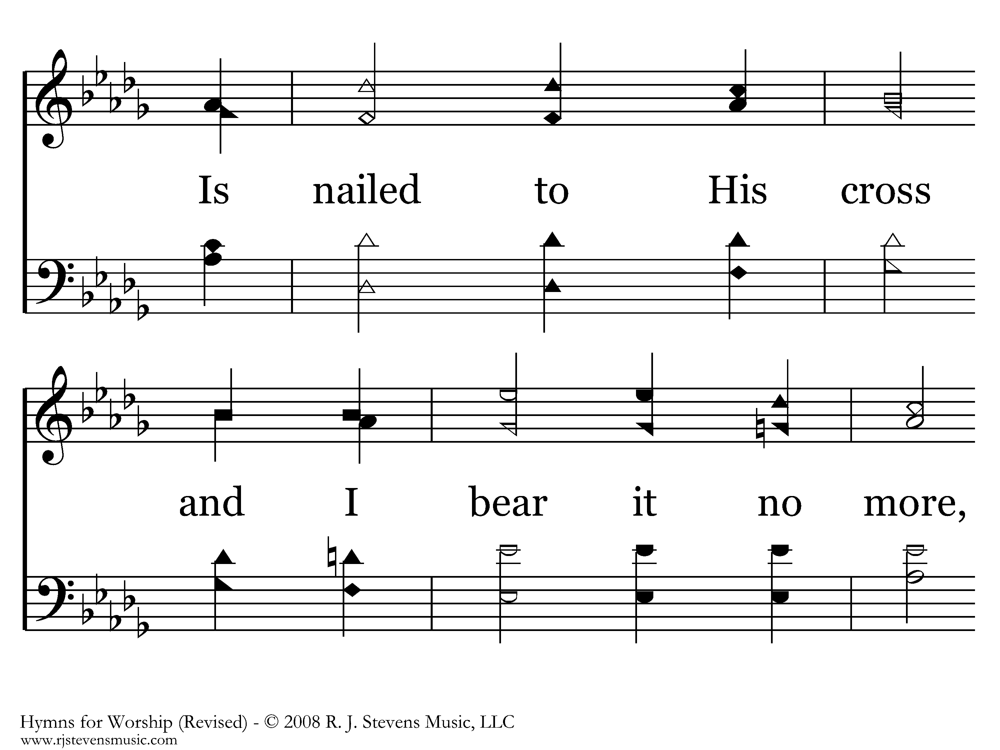 Is nailed to His cross
and I bear it no more,
Hymns for Worship (Revised) - © 2008 R. J. Stevens Music, LLC
www.rjstevensmusic.com